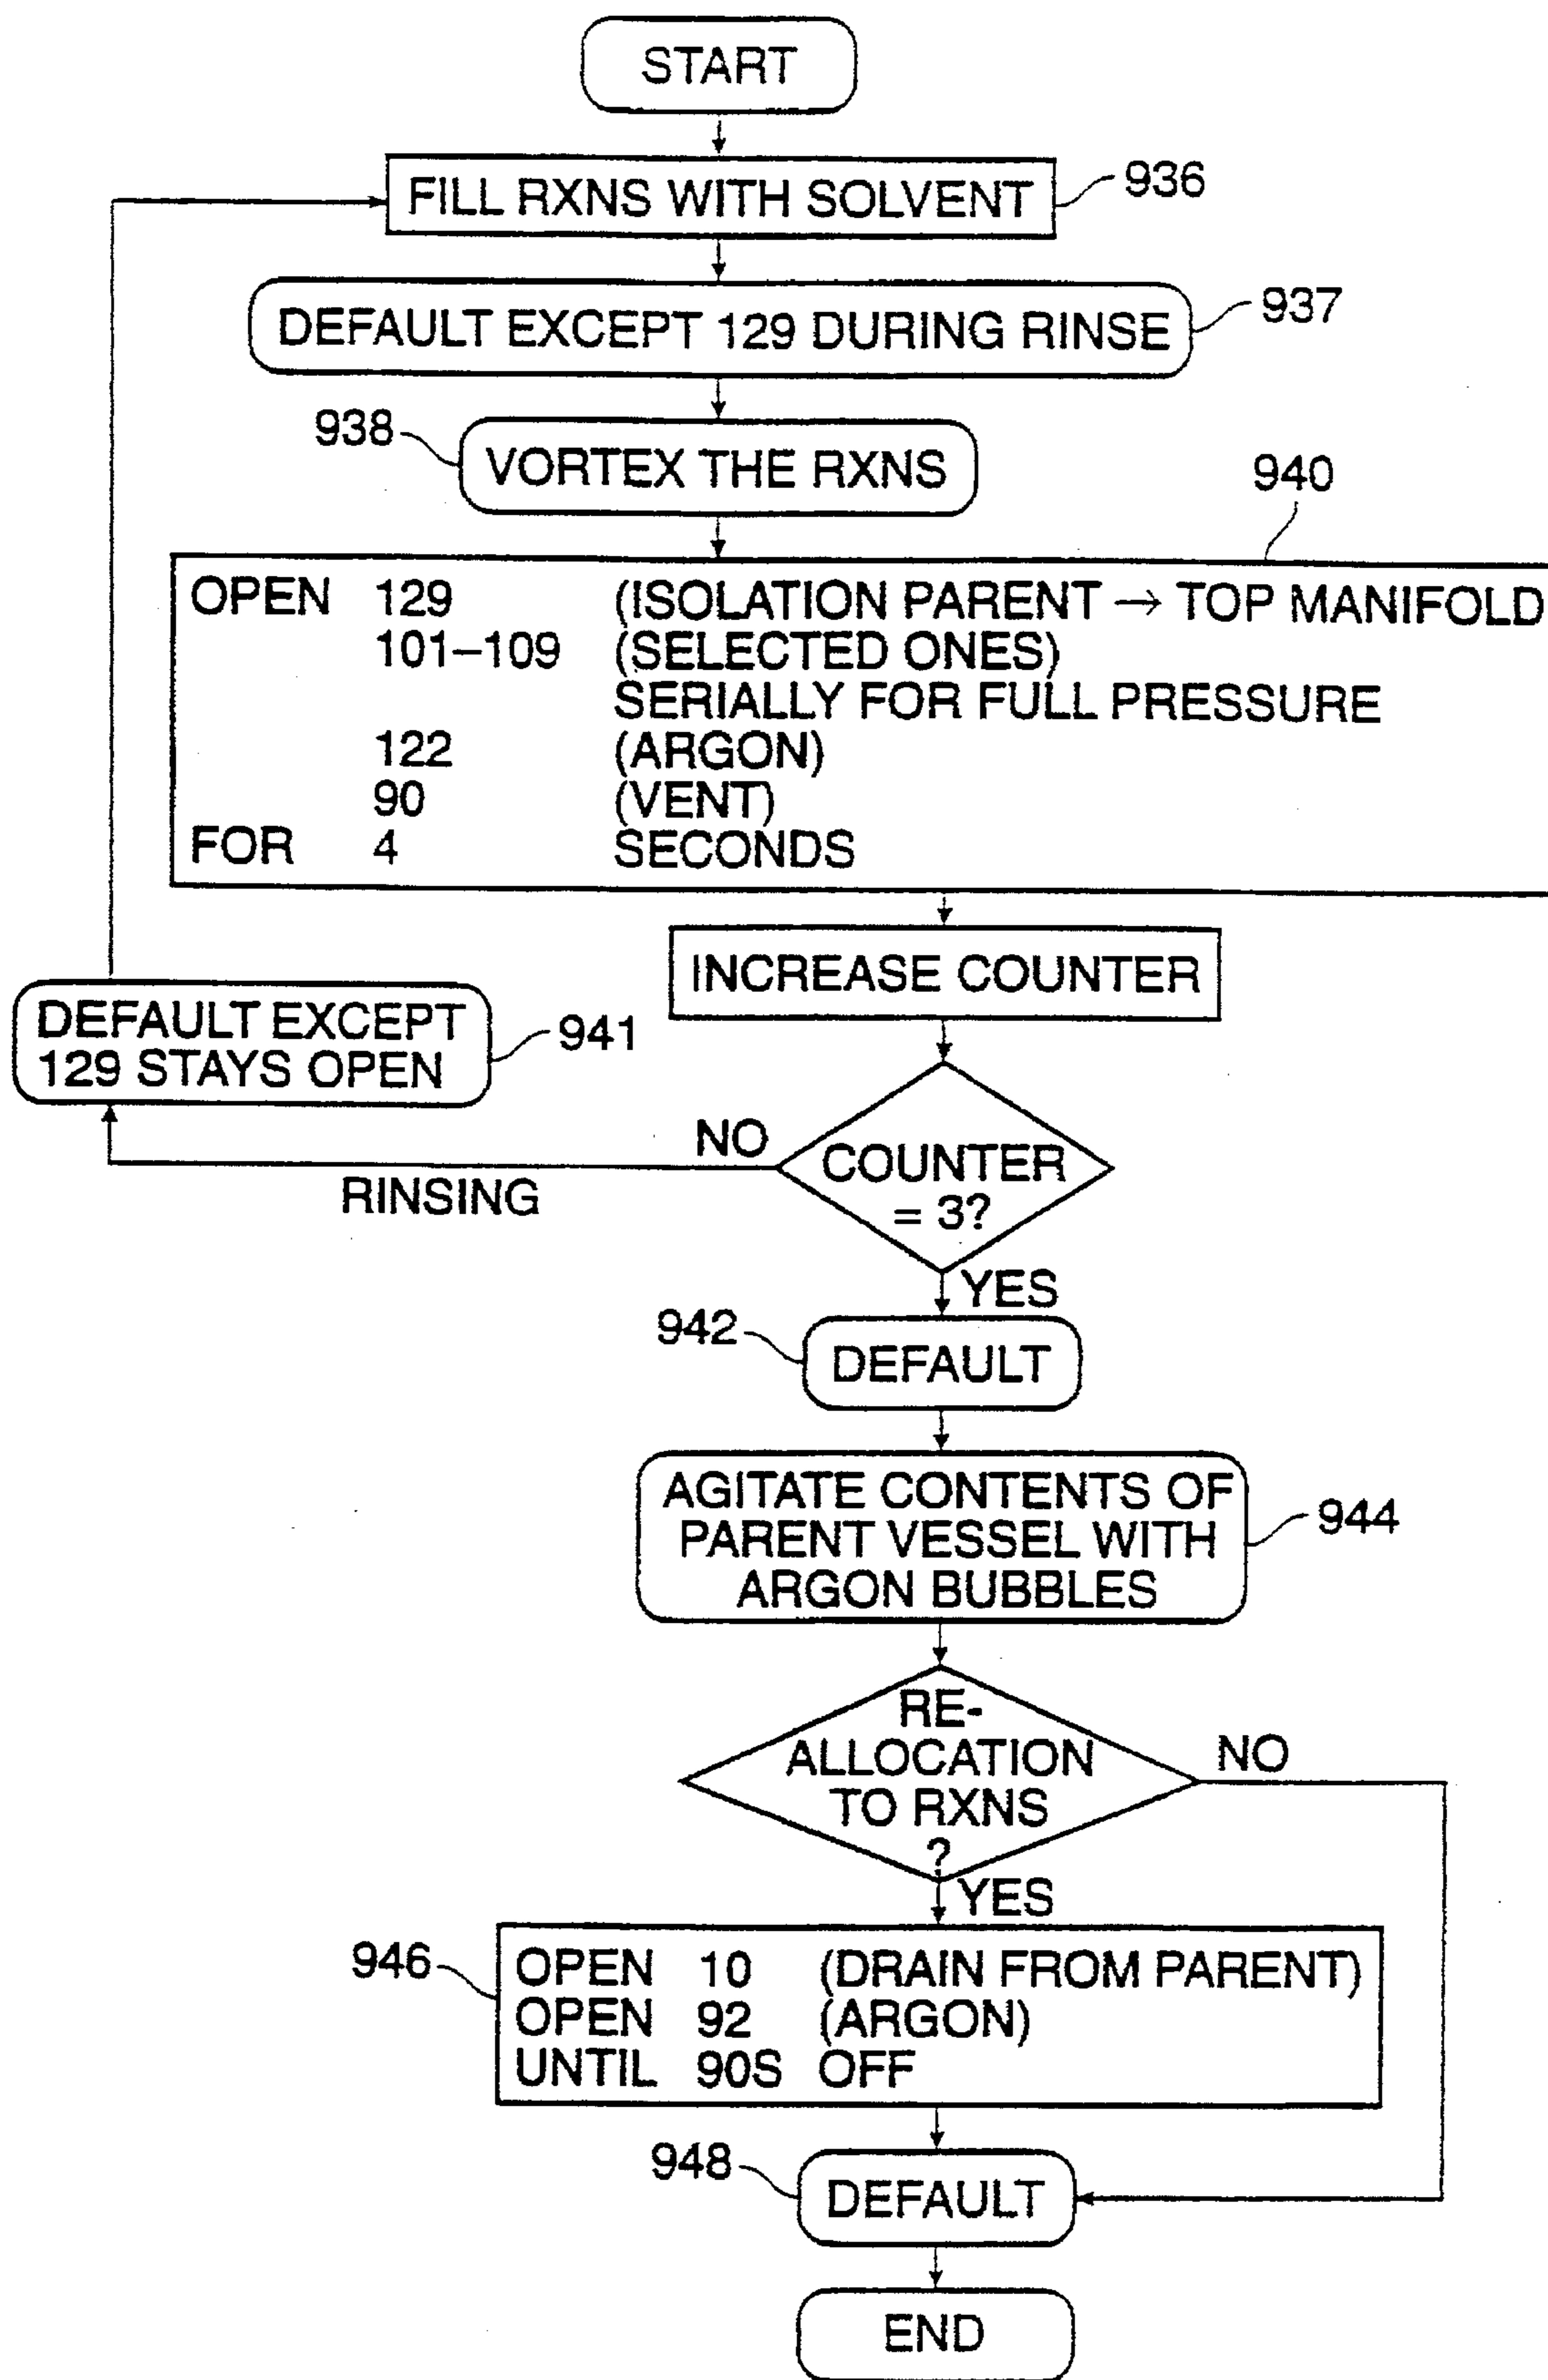 START
FILL RXNS WITH SOLVENT
936
DEFAULT EXCEPT 129 DURING RINSE
937
938
VORTEX THE RXNS
940
OPEN 129 (ISOLATION PARENT → TOP MANIFOLD
101–109 (SELECTED ONES)
SERIALLY FOR FULL PRESSURE
122 (ARGON)
90 (VENT)
FOR 4 SECONDS
INCREASE COUNTER
DEFAULT EXCEPT
129 STAYS OPEN
941
NO
RINSING
COUNTER
= 3?
YES
942
DEFAULT
AGITATE CONTENTS OF
PARENT VESSEL WITH
ARGON BUBBLES
944
RE-
ALLOCATION
TO RXNS
?
NO
YES
946
OPEN 10 (DRAIN FROM PARENT)
OPEN 92 (ARGON)
UNTIL 90S OFF
948
DEFAULT
END